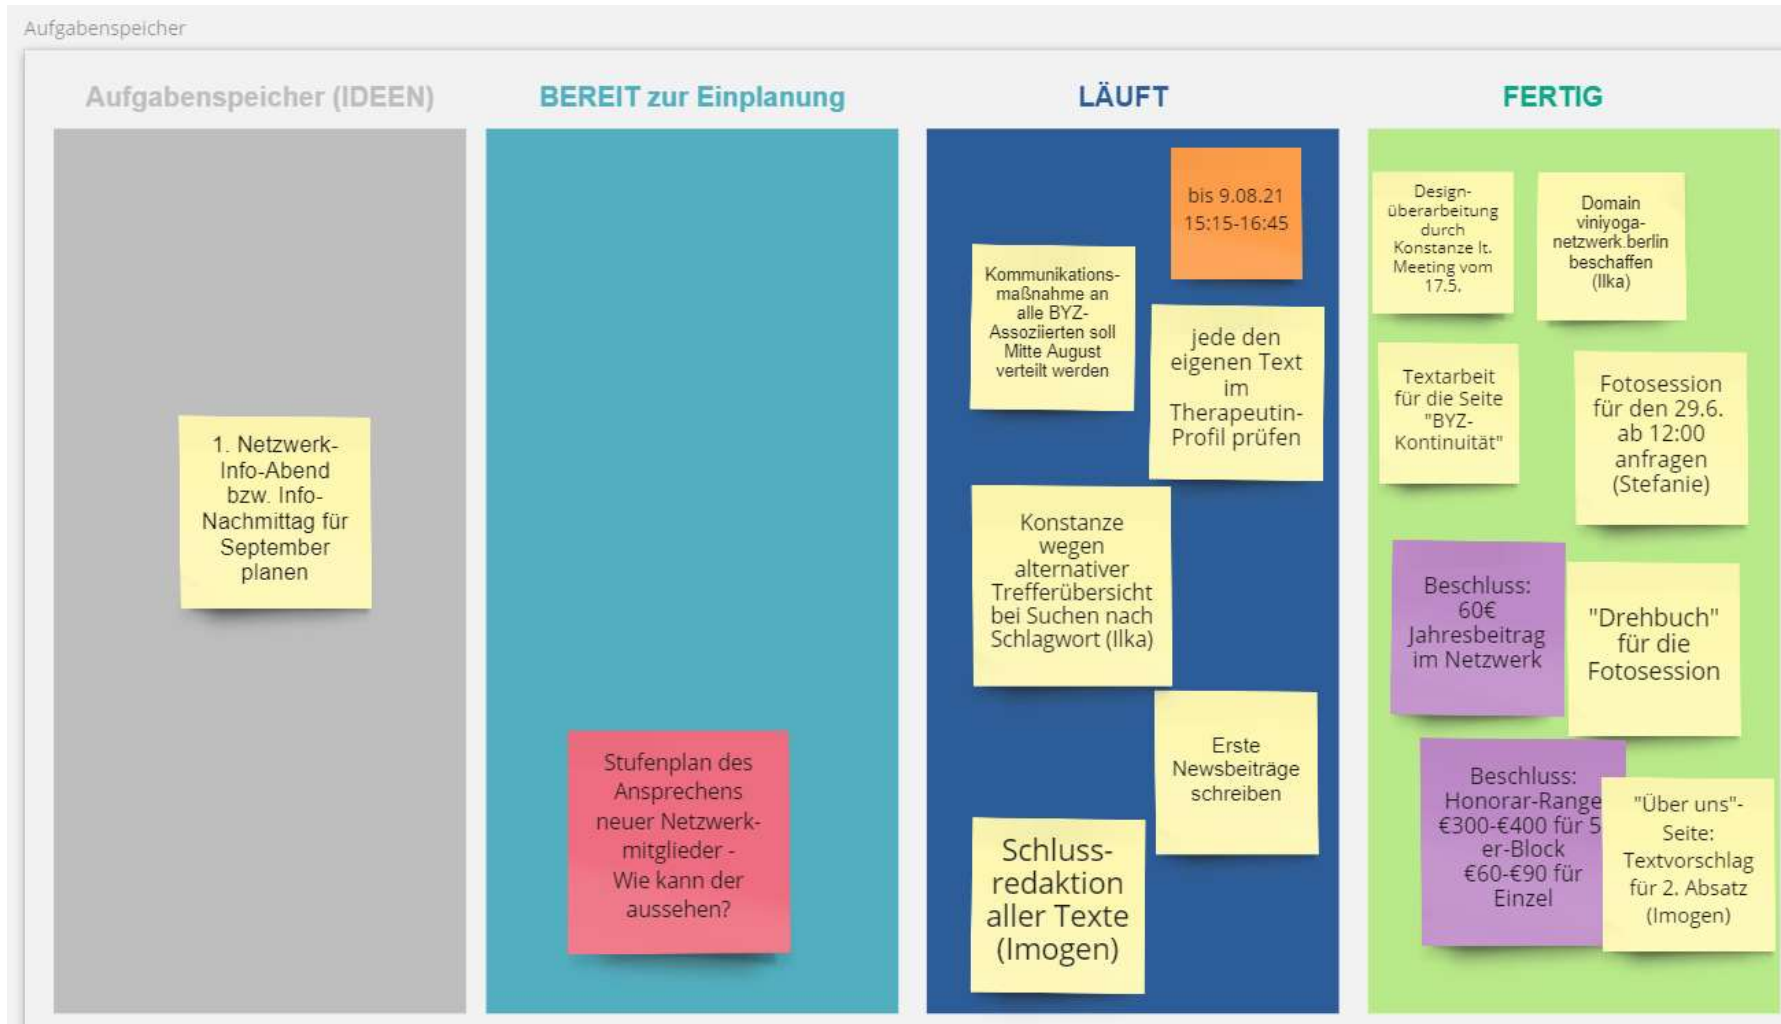 Aufgabenspeicher
Aufgabenspeicher (IDEEN)
1. Netzwerk-
Info-Abend
bzw. Info-
Nachmittag für
September
planen
BEREIT zur Einplanung
Stufenplan des
Ansprechens
neuer Netzwerk-
mitglieder -
Wie kann der
aussehen?
LÄUFT
bis 9.08.21
15:15-16:45
Kommunikations-
maßnahme an
alle BYZ-
Assoziierten soll
Mitte August
verteilt werden
jede den
eigenen Text
im
Therapeutin-
Profil prüfen
Konstanze
wegen
alternativer
Trefferübersicht
bei Suchen nach
Schlagwort (Ilka)
Erste
Newsbeiträge
schreiben
Schluss-
redaktion
aller Texte
(Imogen)
FERTIG
Design-
überarbeitung
durch
Konstanze lt.
Meeting vom
17.5.
Domain
viniyoga-
netzwerk.berlin
beschaffen
(Ilka)
Textarbeit
für die Seite
"BYZ-
Kontinuität"
Fotosession
für den 29.6.
ab 12:00
anfragen
(Stefanie)
Beschluss:
60€
Jahresbeitrag
im Netzwerk
"Drehbuch"
für die
Fotosession
Beschluss:
Honorar-Range
€300-€400 für 5
er-Block
€60-€90 für
Einzel
"Über uns"-
Seite:
Textvorschlag
für 2. Absatz
(Imogen)